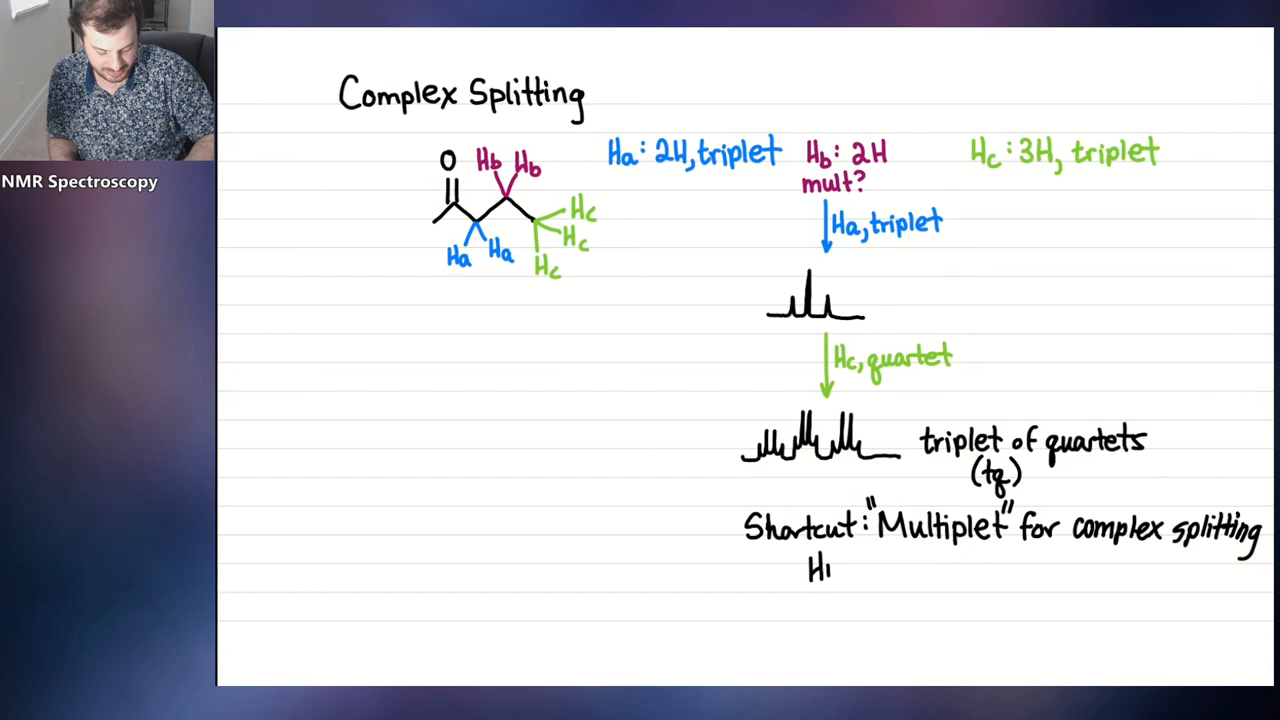 NMR Spectroscopy
Complex Splitting
O
Hb Hb
Hc
Hc
Hc
Ha Ha
Ha: 2H, triplet
Hb: 2H
mult?
Hc: 3H, triplet
Ha, triplet
Hc, quartet
triplet of quartets
(tq)
Shortcut: "Multiplet" for complex splitting